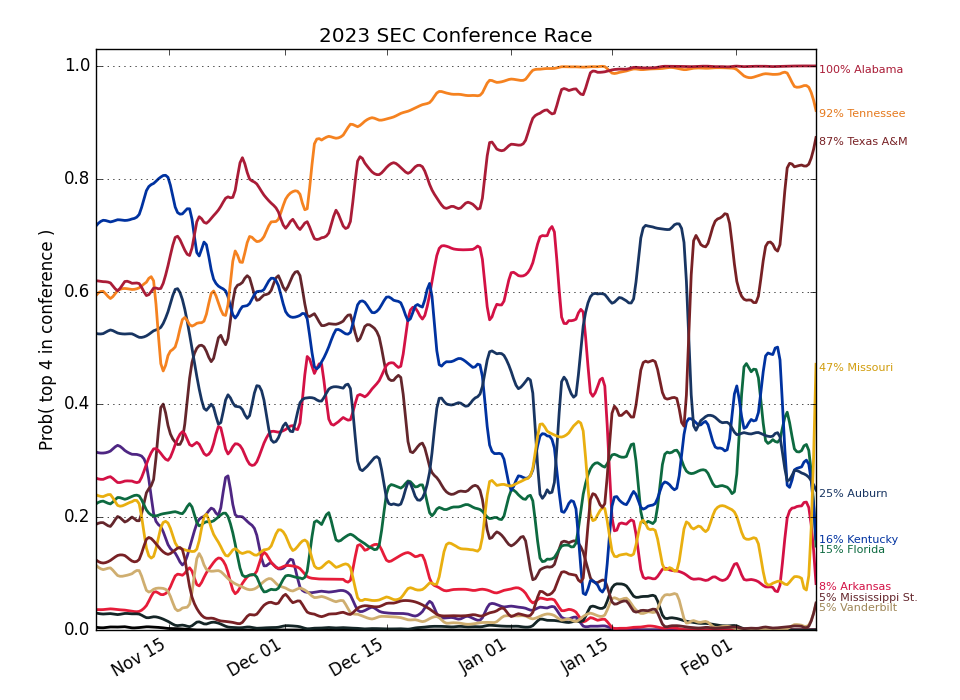 2023 SEC Conference Race
Prob( top 4 in conference )
1.0
0.8
0.6
0.4
0.2
0.0
Nov 15
Dec 01
Dec 15
Jan 01
Jan 15
Feb 01
100% Alabama
92% Tennessee
87% Texas A&M
47% Missouri
25% Auburn
16% Kentucky
15% Florida
8% Arkansas
5% Mississippi St.
5% Vanderbilt